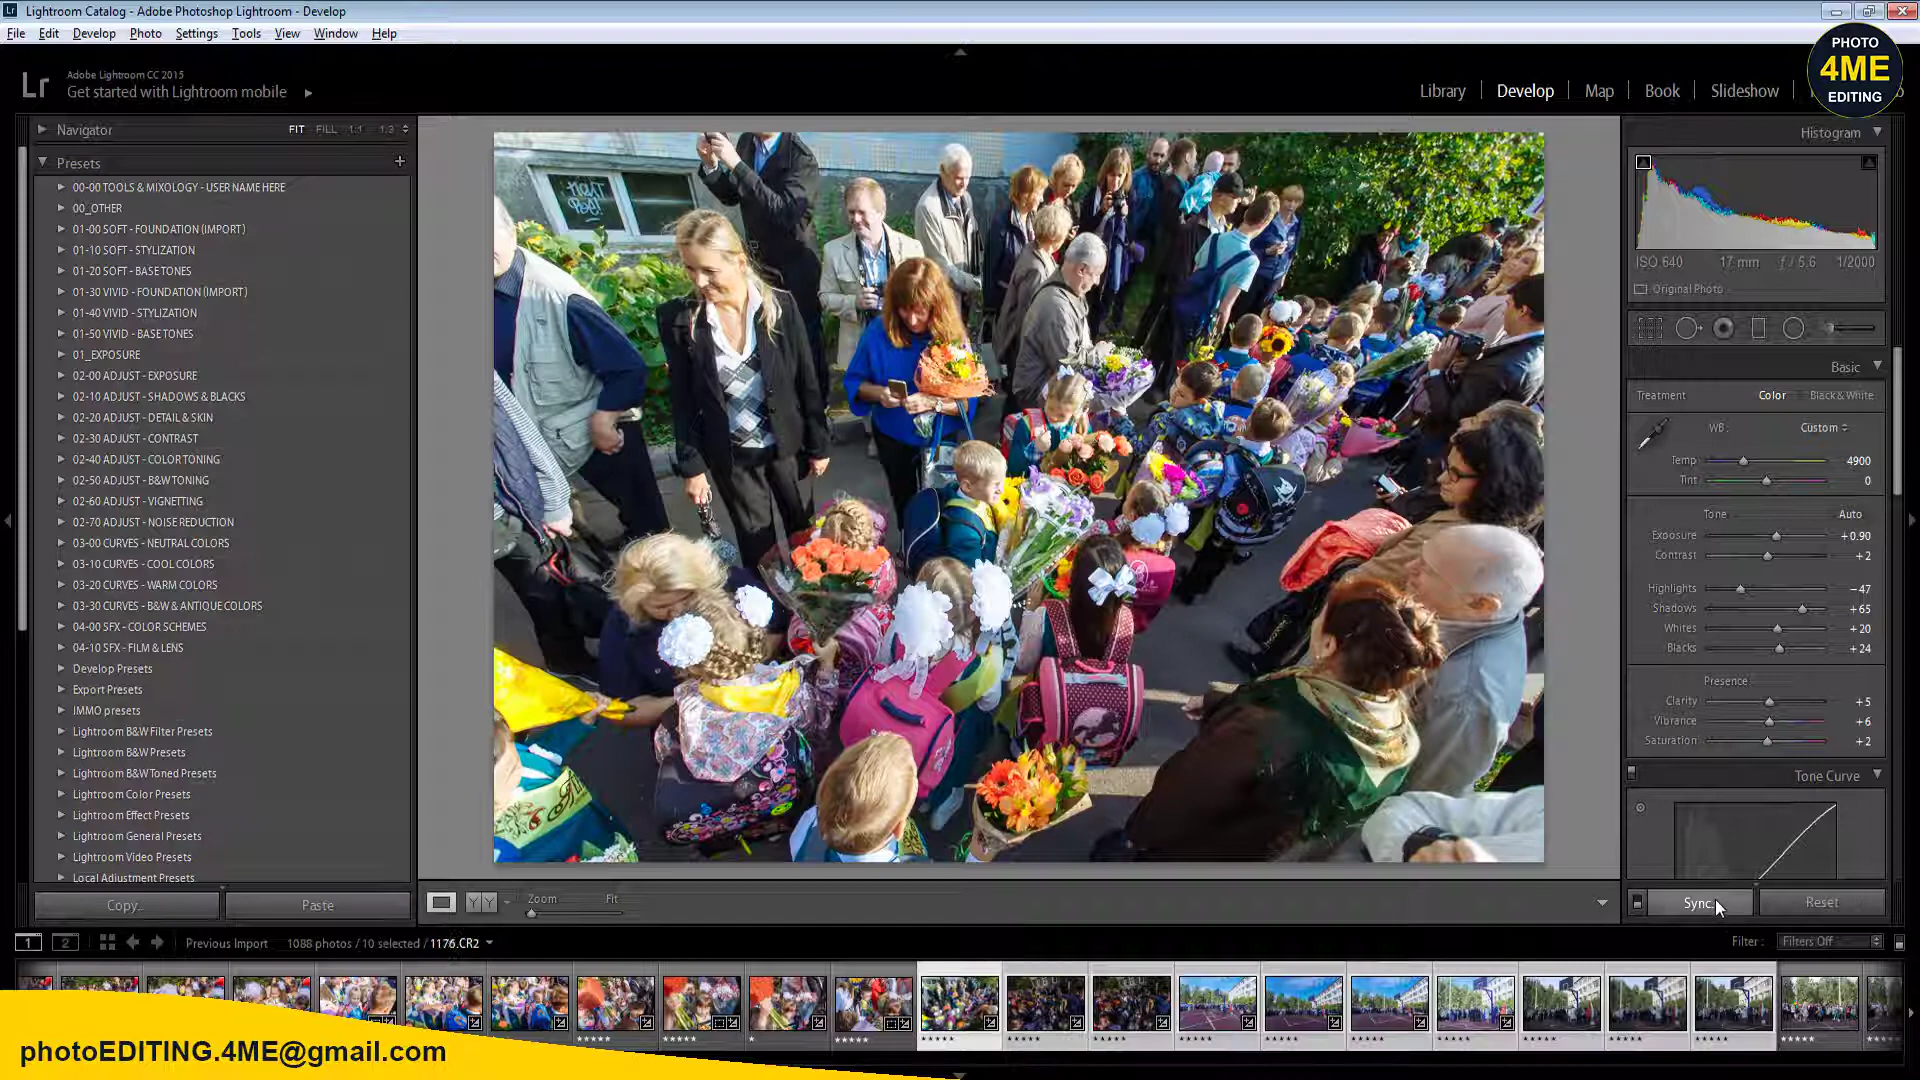 Lightroom Catalog - Adobe Photoshop Lightroom - Develop
File Edit Develop Photo Settings Tools View Window Help
PHOTO
4ME
EDITING
Lr
Adobe Lightroom CC 2015
Get started with Lightroom mobile
Library Develop Map Book Slideshow
Navigator FIT FILL 1:1 1:3
Presets +
00-00 TOOLS & MIXOLOGY - USER NAME HERE
00_OTHER
01-00 SOFT - FOUNDATION (IMPORT)
01-10 SOFT - STYLIZATION
01-20 SOFT - BASE TONES
01-30 VIVID - FOUNDATION (IMPORT)
01-40 VIVID - STYLIZATION
01-50 VIVID - BASE TONES
01_EXPOSURE
02-00 ADJUST - EXPOSURE
02-10 ADJUST - SHADOWS & BLACKS
02-20 ADJUST - DETAIL & SKIN
02-30 ADJUST - CONTRAST
02-40 ADJUST - COLOR TONING
02-50 ADJUST - B&W TONING
02-60 ADJUST - VIGNETTING
02-70 ADJUST - NOISE REDUCTION
03-00 CURVES - NEUTRAL COLORS
03-10 CURVES - COOL COLORS
03-20 CURVES - WARM COLORS
03-30 CURVES - B&W & ANTIQUE COLORS
04-00 SFX - COLOR SCHEMES
04-10 SFX - FILM & LENS
Develop Presets
Export Presets
IMMO presets
Lightroom B&W Filter Presets
Lightroom B&W Presets
Lightroom B&W Toned Presets
Lightroom Color Presets
Lightroom Effect Presets
Lightroom General Presets
Lightroom Video Presets
Local Adjustment Presets
Copy... Paste
Histogram
ISO 640 17 mm f / 5.6 1/2000
Original Photo
Basic
Treatment Color Black & White
WB: Custom
Temp 4900
Tint 0
Tone Auto
Exposure +0.90
Contrast +2
Highlights -47
Shadows +65
Whites +20
Blacks +24
Presence
Clarity +5
Vibrance +6
Saturation +2
Tone Curve
Zoom Fit
Sync... Reset
1 2 Previous Import 1088 photos / 10 selected / 1176.CR2
Filter : Filters Off
photoEDITING.4ME@gmail.com